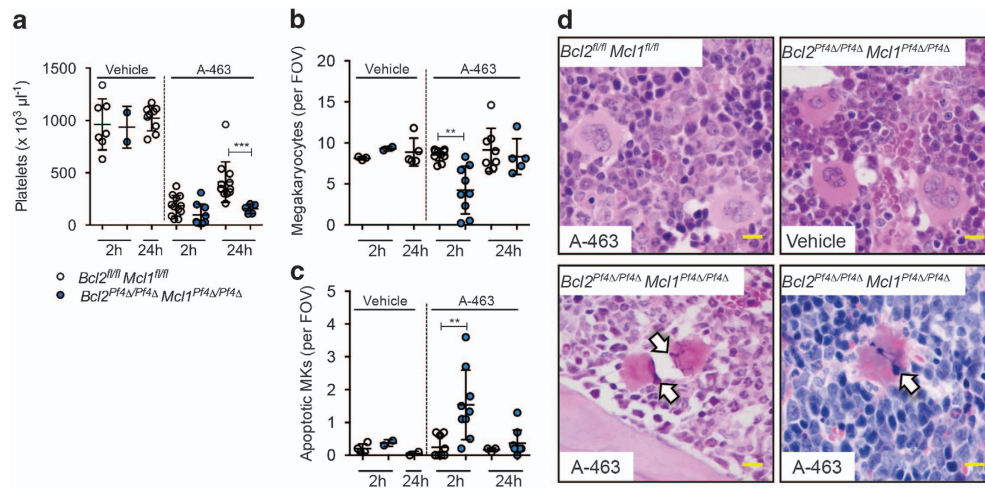 a
Platelets (x 10³ µl⁻¹)
1500
1000
500
0
Vehicle
A-463
***
2h
24h
2h
24h
Bcl2fl/fl Mcl1fl/fl
Bcl2Pf4Δ/Pf4Δ Mcl1Pf4Δ/Pf4Δ
b
Megakaryocytes (per FOV)
20
15
10
5
0
Vehicle
A-463
**
2h
24h
2h
24h
c
Apoptotic MKs (per FOV)
5
4
3
2
1
0
Vehicle
A-463
**
2h
24h
2h
24h
d
Bcl2fl/fl Mcl1fl/fl
A-463
Bcl2Pf4Δ/Pf4Δ Mcl1Pf4Δ/Pf4Δ
Vehicle
Bcl2Pf4Δ/Pf4Δ Mcl1Pf4Δ/Pf4Δ
A-463
Bcl2Pf4Δ/Pf4Δ Mcl1Pf4Δ/Pf4Δ
A-463